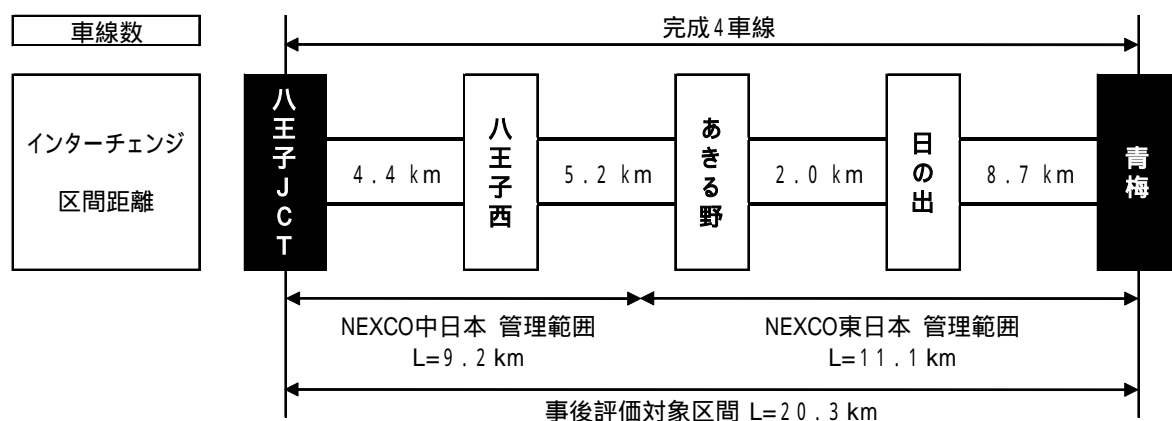 車線数
完成4車線
インターチェンジ
区間距離
八王子JCT
4.4 km
八王子西
5.2 km
あきる野
2.0 km
日の出
8.7 km
青梅
NEXCO中日本 管理範囲
L=9.2 km
NEXCO東日本 管理範囲
L=11.1 km
事後評価対象区間 L=20.3 km